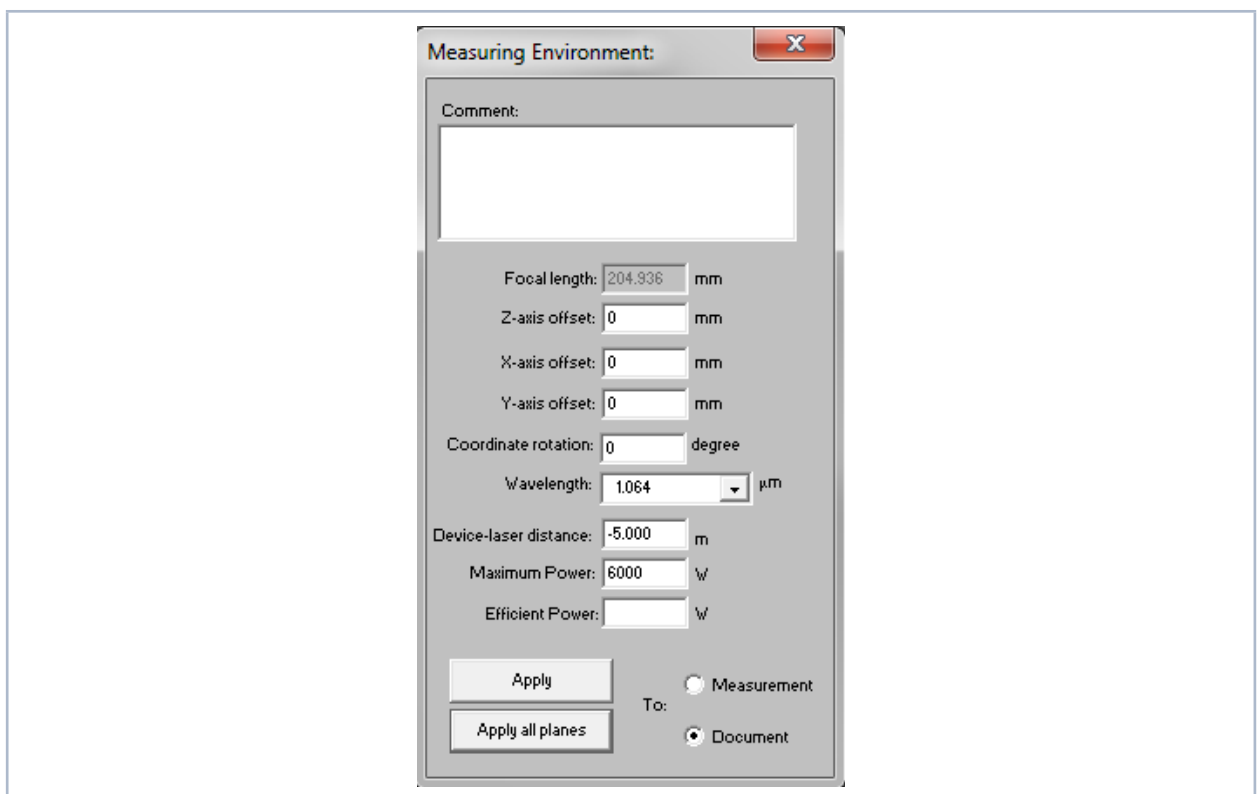 Measuring Environment:
Comment:
Focal length: 204.936 mm
Z-axis offset: 0 mm
X-axis offset: 0 mm
Y-axis offset: 0 mm
Coordinate rotation: 0 degree
Wavelength: 1.064 µm
Device-laser distance: -5.000 m
Maximum Power: 6000 W
Efficient Power: W
Apply
To:
Measurement
Apply all planes
Document